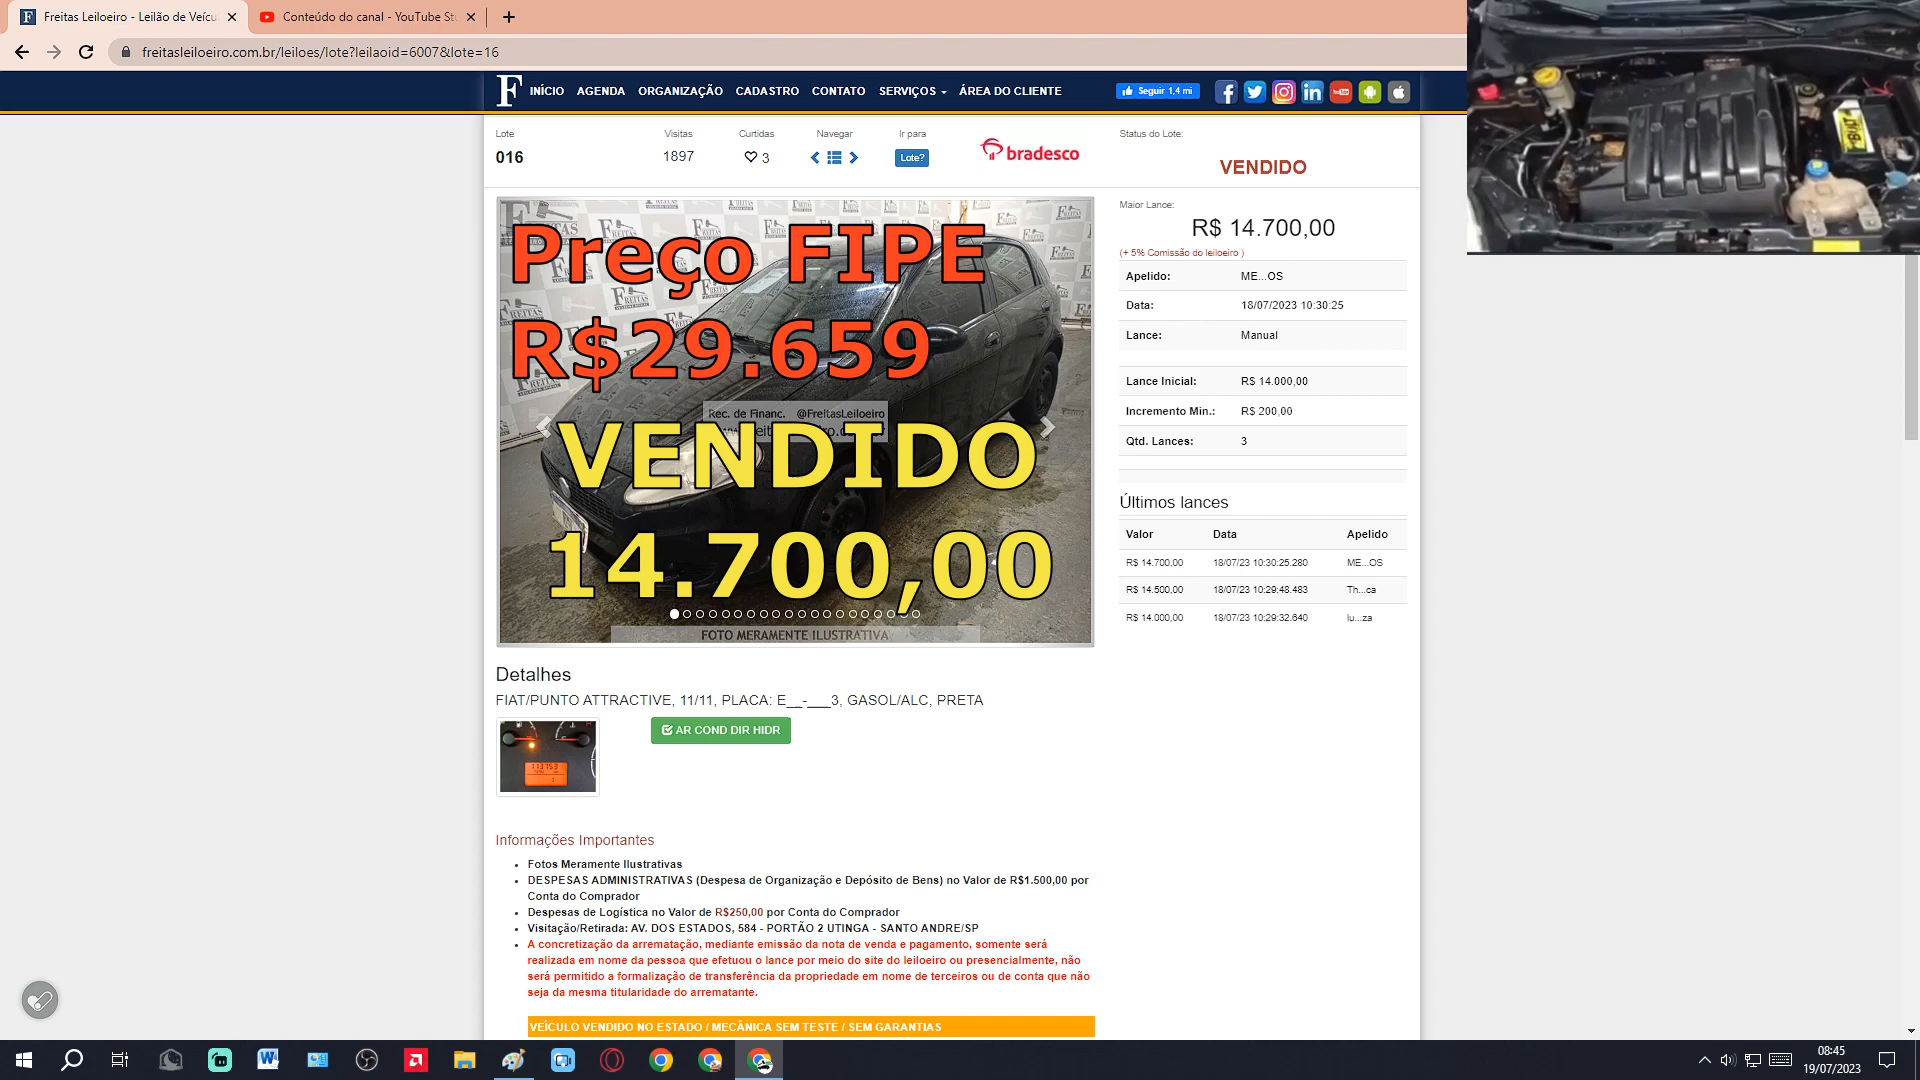 Freitas Leiloeiro - Leilão de Veícu
Conteúdo do canal - YouTube Stu
freitasleiloeiro.com.br/leiloes/lote?leilaoid=6007&lote=16
F INÍCIO AGENDA ORGANIZAÇÃO CADASTRO CONTATO SERVIÇOS ÁREA DO CLIENTE
Seguir 1,4 mi
Lote
016
Visitas
1897
Curtidas
3
Navegar
Ir para
Lote?
bradesco
Status do Lote:
VENDIDO
Preço FIPE
R$29.659
Rec. de Financ. @FreitasLeiloeiro
VENDIDO
14.700,00
FOTO MERAMENTE ILUSTRATIVA
Maior Lance:
R$ 14.700,00
(+ 5% Comissão do leiloeiro )
Apelido: ME...OS
Data: 18/07/2023 10:30:25
Lance: Manual
Lance Inicial: R$ 14.000,00
Incremento Min.: R$ 200,00
Qtd. Lances: 3
Últimos lances
Valor Data Apelido
R$ 14.700,00 18/07/23 10:30:25.280 ME...OS
R$ 14.500,00 18/07/23 10:29:48.483 Th...ca
R$ 14.000,00 18/07/23 10:29:32.640 lu...za
Detalhes
FIAT/PUNTO ATTRACTIVE, 11/11, PLACA: E__-___3, GASOL/ALC, PRETA
113753
AR COND DIR HIDR
Informações Importantes
Fotos Meramente Ilustrativas
DESPESAS ADMINISTRATIVAS (Despesa de Organização e Depósito de Bens) no Valor de R$1.500,00 por
Conta do Comprador
Despesas de Logística no Valor de R$250,00 por Conta do Comprador
Visitação/Retirada: AV. DOS ESTADOS, 584 - PORTÃO 2 UTINGA - SANTO ANDRE/SP
A concretização da arrematação, mediante emissão da nota de venda e pagamento, somente será
realizada em nome da pessoa que efetuou o lance por meio do site do leiloeiro ou presencialmente, não
será permitido a formalização de transferência da propriedade em nome de terceiros ou de conta que não
seja da mesma titularidade do arrematante.
VEÍCULO VENDIDO NO ESTADO / MECÂNICA SEM TESTE / SEM GARANTIAS
08:45
19/07/2023